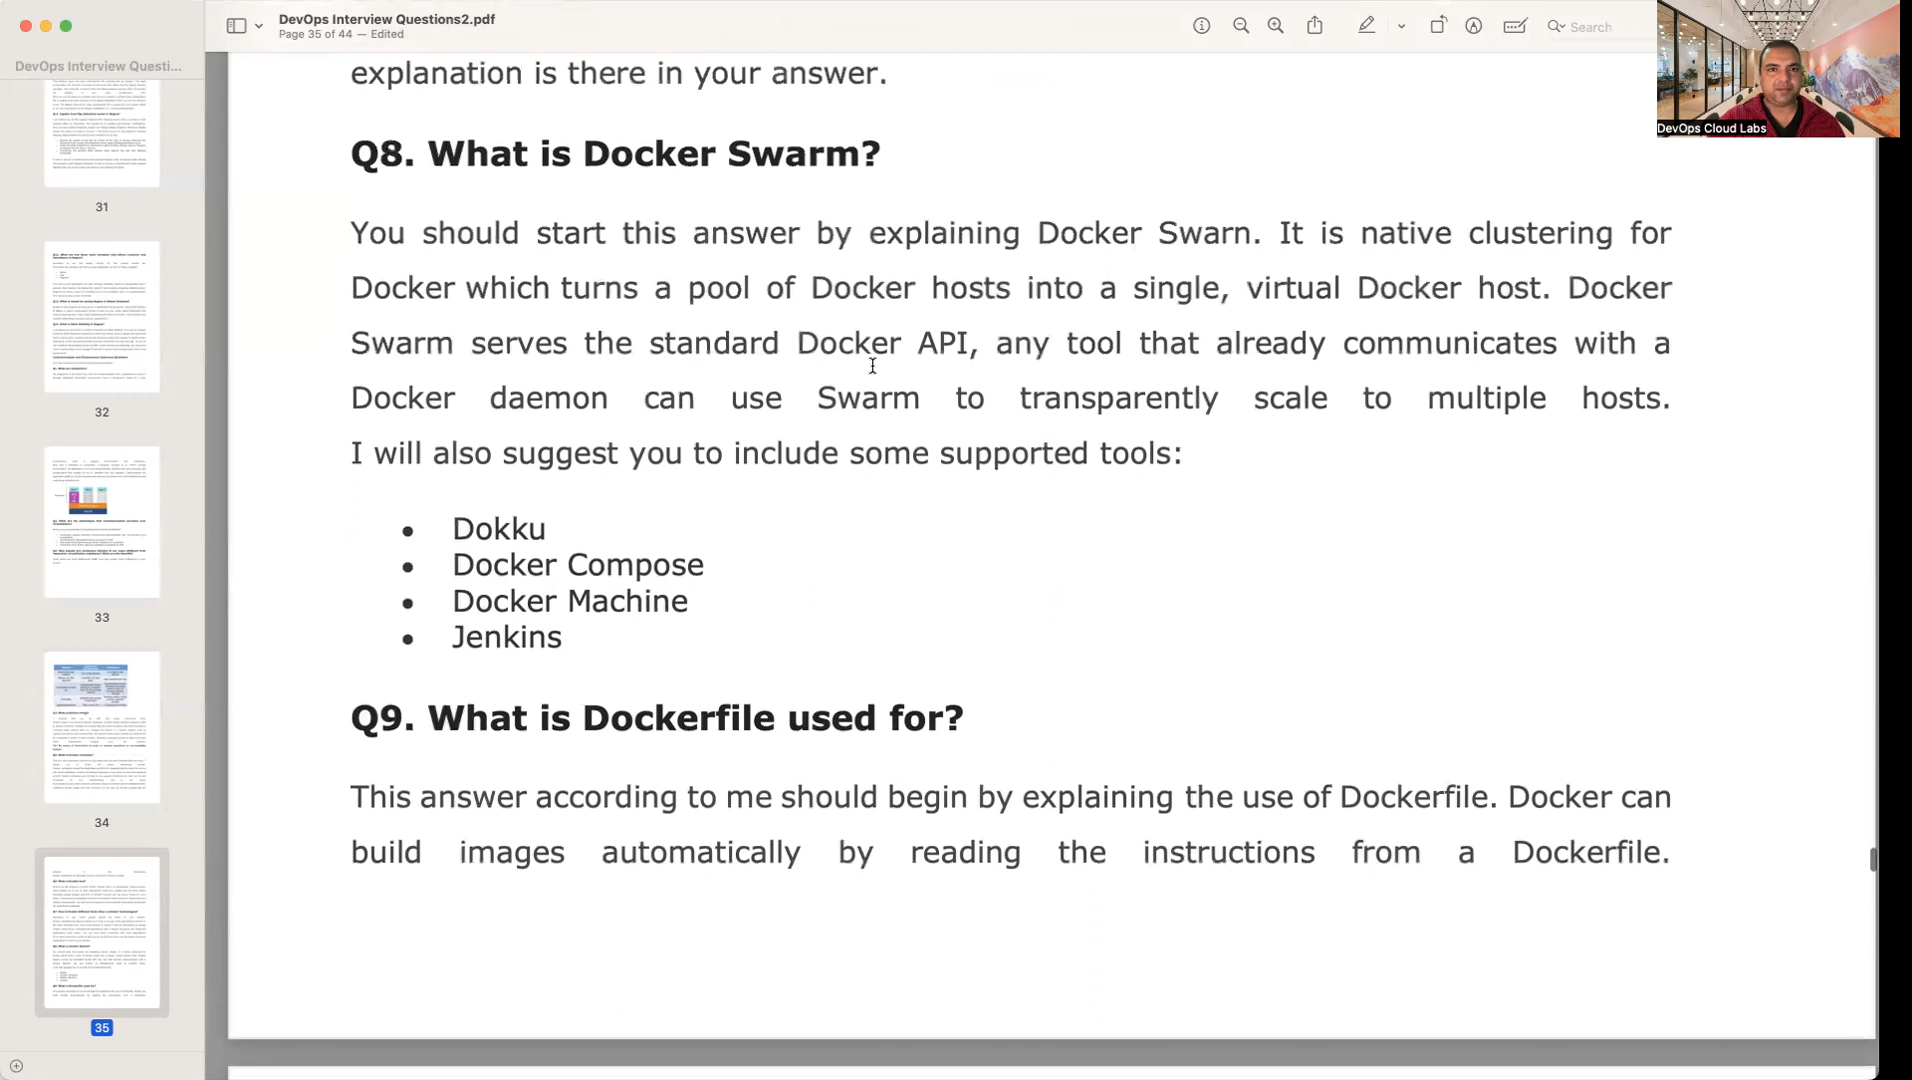 DevOps Interview Questions2.pdf
Page 35 of 44 — Edited
Search
DevOps Cloud Labs
DevOps Interview Questi...
31
32
33
34
35
explanation is there in your answer.
Q8. What is Docker Swarm?
You should start this answer by explaining Docker Swarn. It is native clustering for
Docker which turns a pool of Docker hosts into a single, virtual Docker host. Docker
Swarm serves the standard Docker API, any tool that already communicates with a
Docker daemon can use Swarm to transparently scale to multiple hosts.
I will also suggest you to include some supported tools:
• Dokku
• Docker Compose
• Docker Machine
• Jenkins
Q9. What is Dockerfile used for?
This answer according to me should begin by explaining the use of Dockerfile. Docker can
build images automatically by reading the instructions from a Dockerfile.